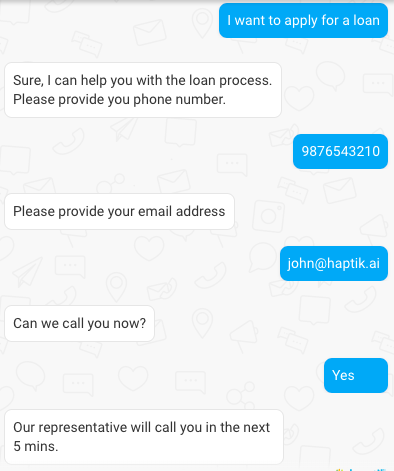 I want to apply for a loan
Sure, I can help you with the loan process.
Please provide you phone number.
9876543210
Please provide your email address
john@haptik.ai
Can we call you now?
Yes
Our representative will call you in the next
5 mins.